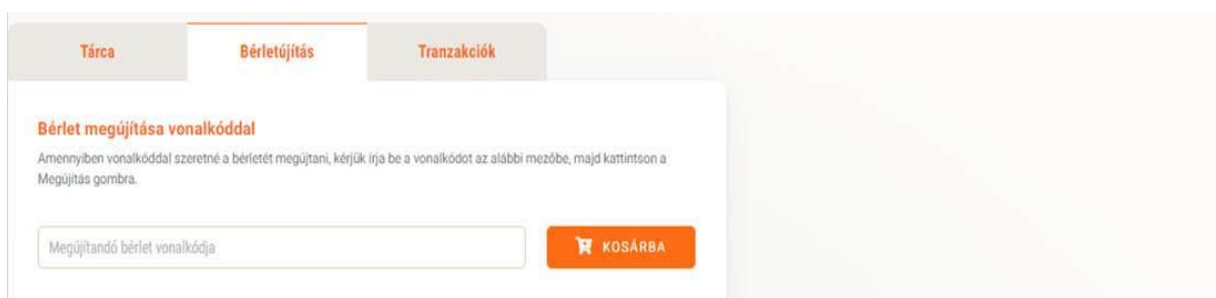 Tárca Bérletújítás Tranzakciók
Bérlet megújítása vonalkóddal
Amennyiben vonalkóddal szeretné a bérletét megújtani, kérjük írja be a vonalkódot az alábbi mezőbe, majd kattintson a
Megújítás gombra.
Megújítandó bérlet vonalkódja KOSÁRBA